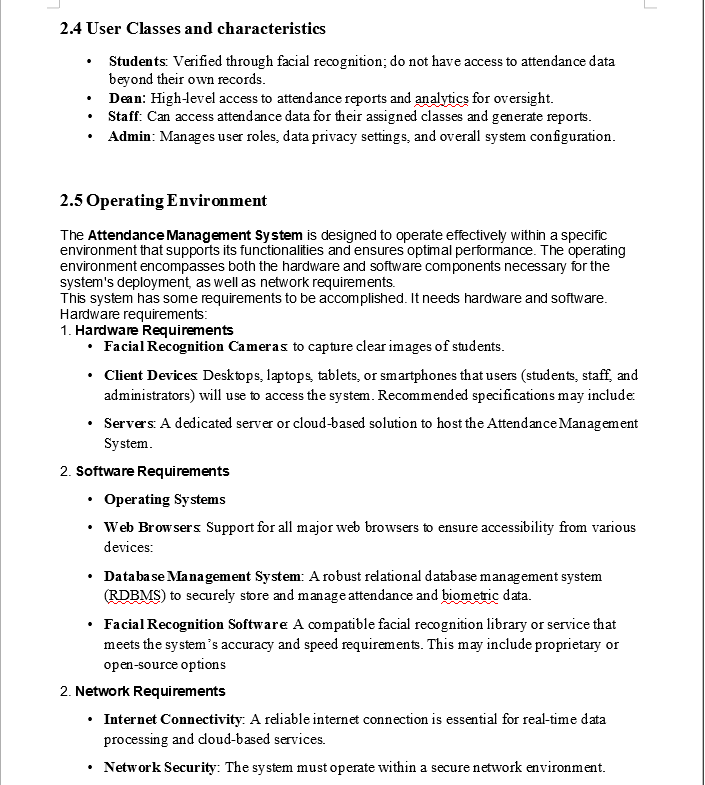 2.4 User Classes and characteristics
• Students: Verified through facial recognition; do not have access to attendance data
beyond their own records.
• Dean: High-level access to attendance reports and analytics for oversight.
• Staff: Can access attendance data for their assigned classes and generate reports.
• Admin: Manages user roles, data privacy settings, and overall system configuration.
2.5 Operating Environment
The Attendance Management System is designed to operate effectively within a specific
environment that supports its functionalities and ensures optimal performance. The operating
environment encompasses both the hardware and software components necessary for the
system's deployment, as well as network requirements.
This system has some requirements to be accomplished. It needs hardware and software.
Hardware requirements:
1. Hardware Requirements
• Facial Recognition Cameras: to capture clear images of students.
• Client Devices: Desktops, laptops, tablets, or smartphones that users (students, staff, and
administrators) will use to access the system. Recommended specifications may include:
• Servers: A dedicated server or cloud-based solution to host the Attendance Management
System.
2. Software Requirements
• Operating Systems
• Web Browsers: Support for all major web browsers to ensure accessibility from various
devices:
• Database Management System: A robust relational database management system
(RDBMS) to securely store and manage attendance and biometric data.
• Facial Recognition Software: A compatible facial recognition library or service that
meets the system’s accuracy and speed requirements. This may include proprietary or
open-source options
2. Network Requirements
• Internet Connectivity: A reliable internet connection is essential for real-time data
processing and cloud-based services.
• Network Security: The system must operate within a secure network environment.